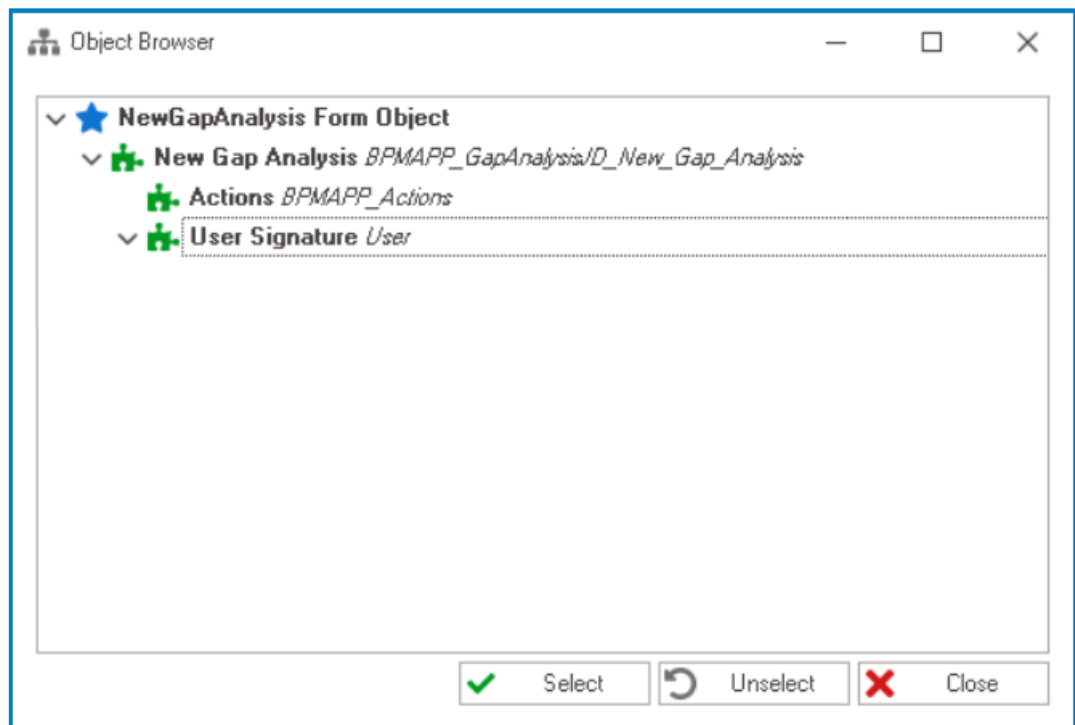 Object Browser
NewGapAnalysis Form Object
New Gap Analysis BPMAPP_GapAnalysisJD_New_Gap_Analysis
Actions BPMAPP_Actions
User Signature User
Select Unselect Close